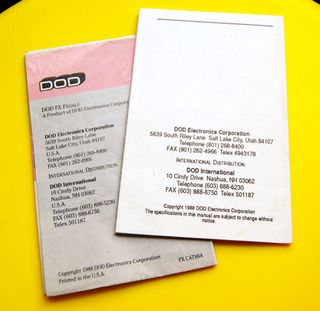 DOD
DOD FX Pedals
A Product of DOD Electronics Corporation
DOD Electronics Corporation
5639 South Riley Lane
Salt Lake City, Utah 84107
U.S.A.
Telephone (801) 268-8400
FAX (801) 262-4966
International Distribution:
DOD International
10 Cindy Drive
Nashua, NH 03062
U.S.A.
Telephone (603) 888-5230
FAX (603) 888-6750
Telex 501187
Copyright 1988 DOD Electronics Corporation
Printed in the U.S.A.
FX CAT88A
DOD Electronics Corporation
5639 South Riley Lane Salt Lake City, Utah 84107
Telephone (801) 268-8400
FAX (801) 262-4966 Telex 4943178
International Distribution:
DOD International
10 Cindy Drive Nashua, NH 03062
Telephone (603) 888-5230
FAX (603) 888-6750 Telex 501187
Copyright 1988 DOD Electronics Corporation
The specifications in this manual are subject to change without
notice.